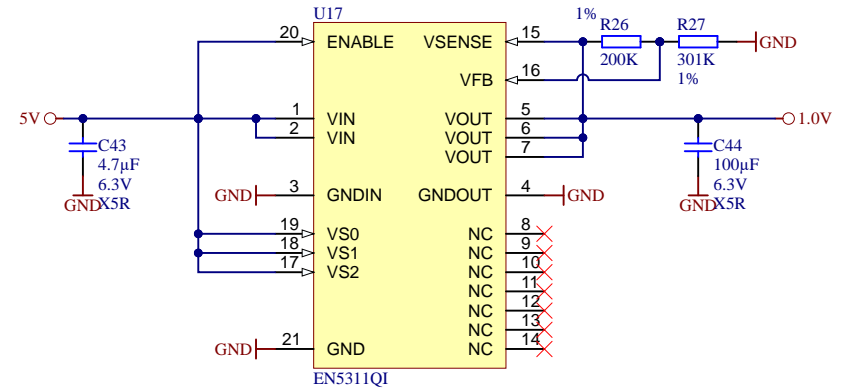 U17
1%
R26
R27
20
ENABLE
VSENSE
15
GND
200K
301K
1%
VFB
16
5V
1
VIN
VOUT
5
1.0V
2
VIN
VOUT
6
VOUT
7
C43
4.7µF
6.3V
X5R
GND
C44
100µF
6.3V
X5R
GND
GND
3
GNDIN
GNDOUT
4
GND
19
VS0
NC
8
18
VS1
NC
9
17
VS2
NC
10
NC
11
NC
12
NC
13
GND
21
GND
NC
14
EN5311QI